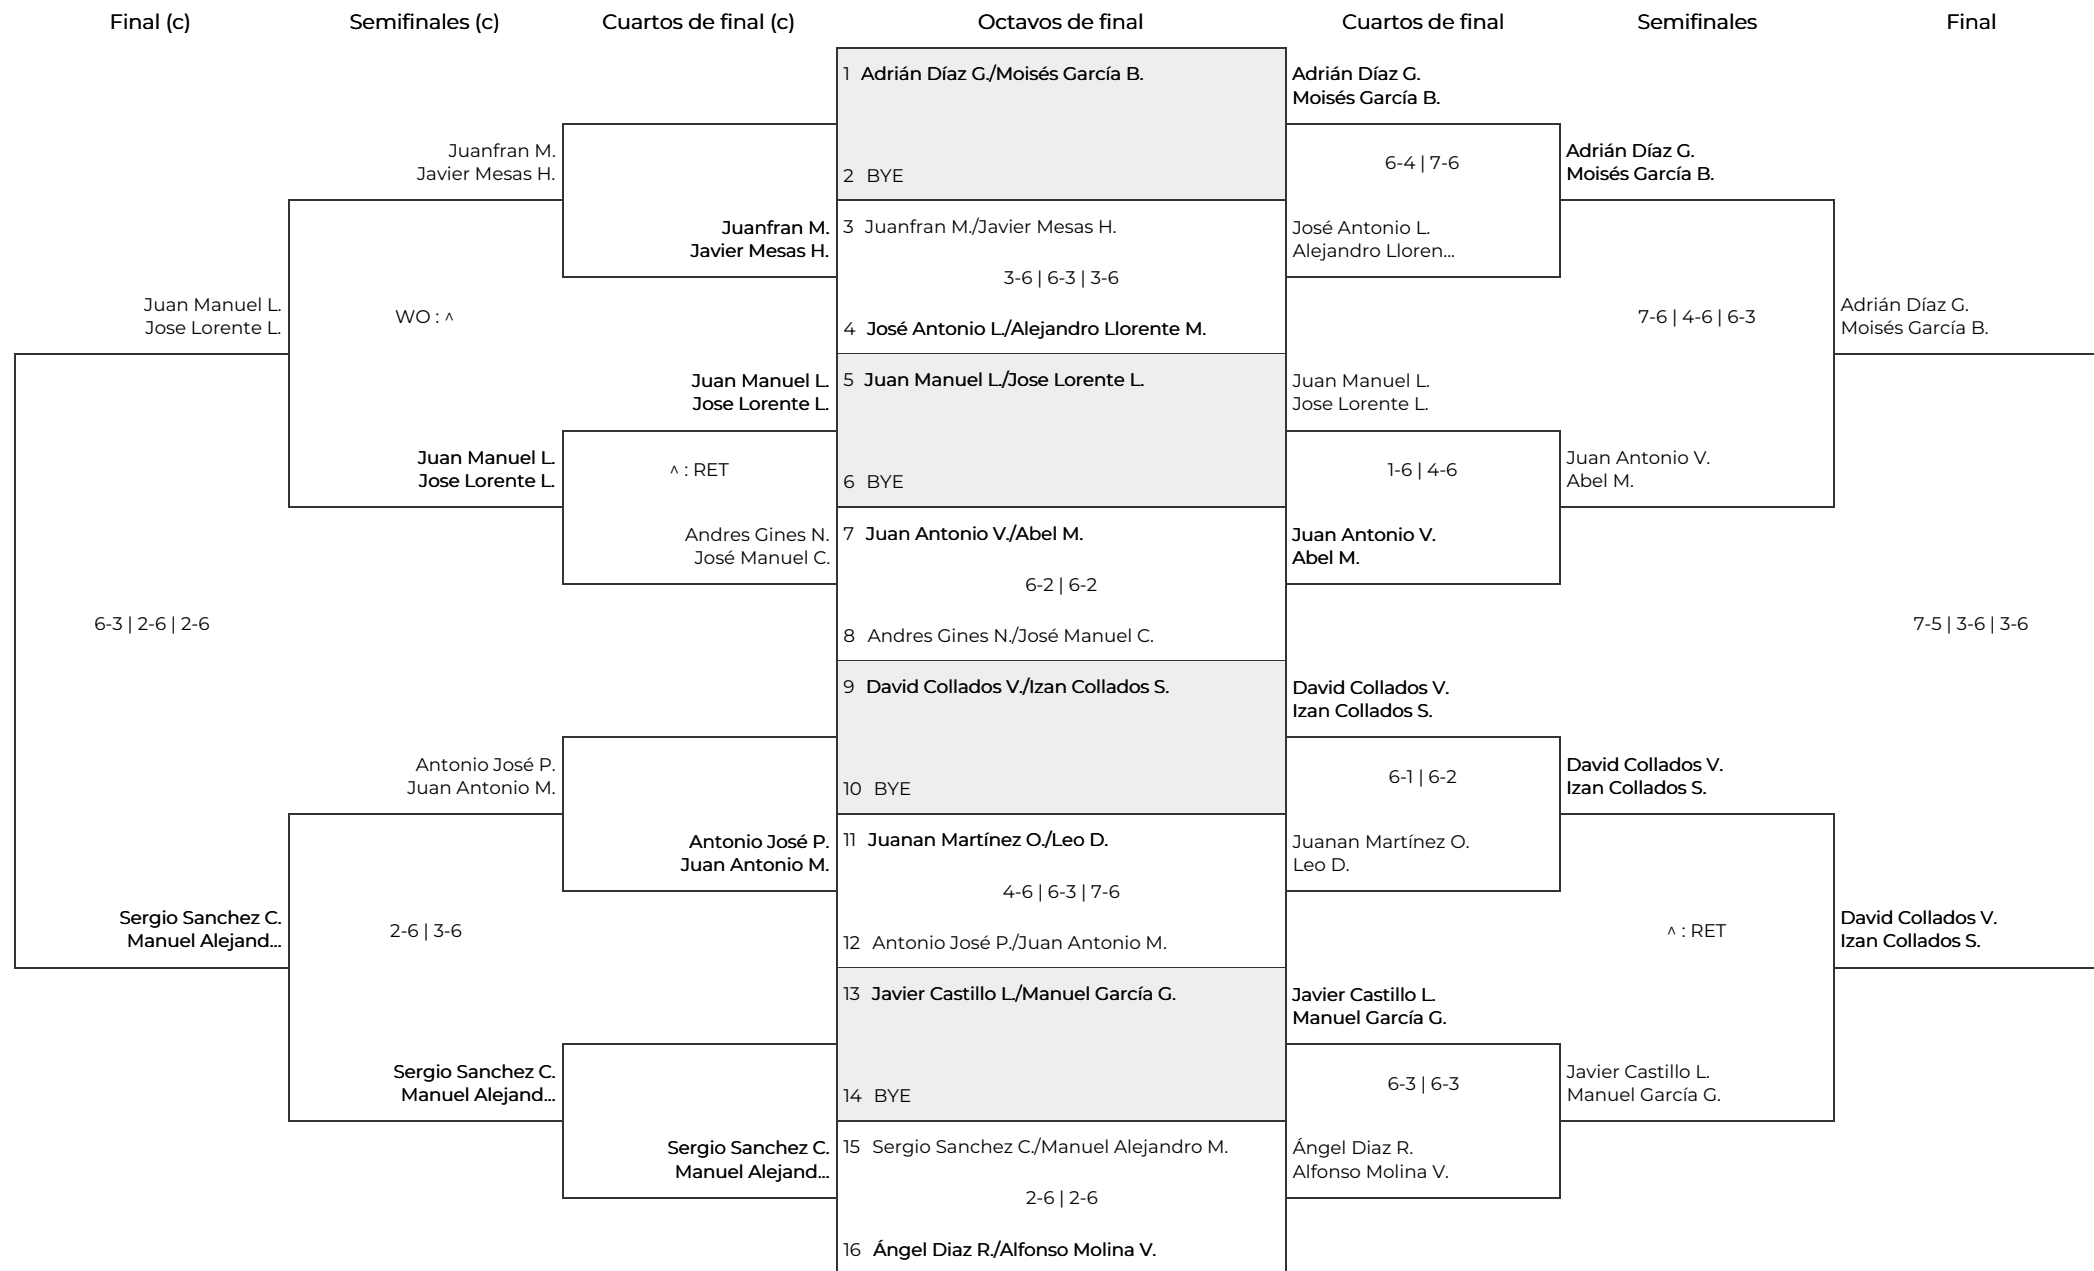 Final (c)
Semifinales (c)
Cuartos de final (c)
Octavos de final
Cuartos de final
Semifinales
Final
Juan Manuel L.
Jose Lorente L.
6-3 | 2-6 | 2-6
Sergio Sanchez C.
Manuel Alejand...
Juanfran M.
Javier Mesas H.
WO : ^
Juan Manuel L.
Jose Lorente L.
Antonio José P.
Juan Antonio M.
2-6 | 3-6
Sergio Sanchez C.
Manuel Alejand...
Juanfran M.
Javier Mesas H.
Juan Manuel L.
Jose Lorente L.
^ : RET
Andres Gines N.
José Manuel C.
Antonio José P.
Juan Antonio M.
Sergio Sanchez C.
Manuel Alejand...
1 Adrián Díaz G./Moisés García B.
2 BYE
3 Juanfran M./Javier Mesas H.
3-6 | 6-3 | 3-6
4 José Antonio L./Alejandro Llorente M.
5 Juan Manuel L./Jose Lorente L.
6 BYE
7 Juan Antonio V./Abel M.
6-2 | 6-2
8 Andres Gines N./José Manuel C.
9 David Collados V./Izan Collados S.
10 BYE
11 Juanan Martínez O./Leo D.
4-6 | 6-3 | 7-6
12 Antonio José P./Juan Antonio M.
13 Javier Castillo L./Manuel García G.
14 BYE
15 Sergio Sanchez C./Manuel Alejandro M.
2-6 | 2-6
16 Ángel Diaz R./Alfonso Molina V.
Adrián Díaz G.
Moisés García B.
6-4 | 7-6
José Antonio L.
Alejandro Lloren...
Juan Manuel L.
Jose Lorente L.
1-6 | 4-6
Juan Antonio V.
Abel M.
David Collados V.
Izan Collados S.
6-1 | 6-2
Juanan Martínez O.
Leo D.
Javier Castillo L.
Manuel García G.
6-3 | 6-3
Ángel Diaz R.
Alfonso Molina V.
Adrián Díaz G.
Moisés García B.
7-6 | 4-6 | 6-3
Juan Antonio V.
Abel M.
David Collados V.
Izan Collados S.
^ : RET
Javier Castillo L.
Manuel García G.
Adrián Díaz G.
Moisés García B.
7-5 | 3-6 | 3-6
David Collados V.
Izan Collados S.